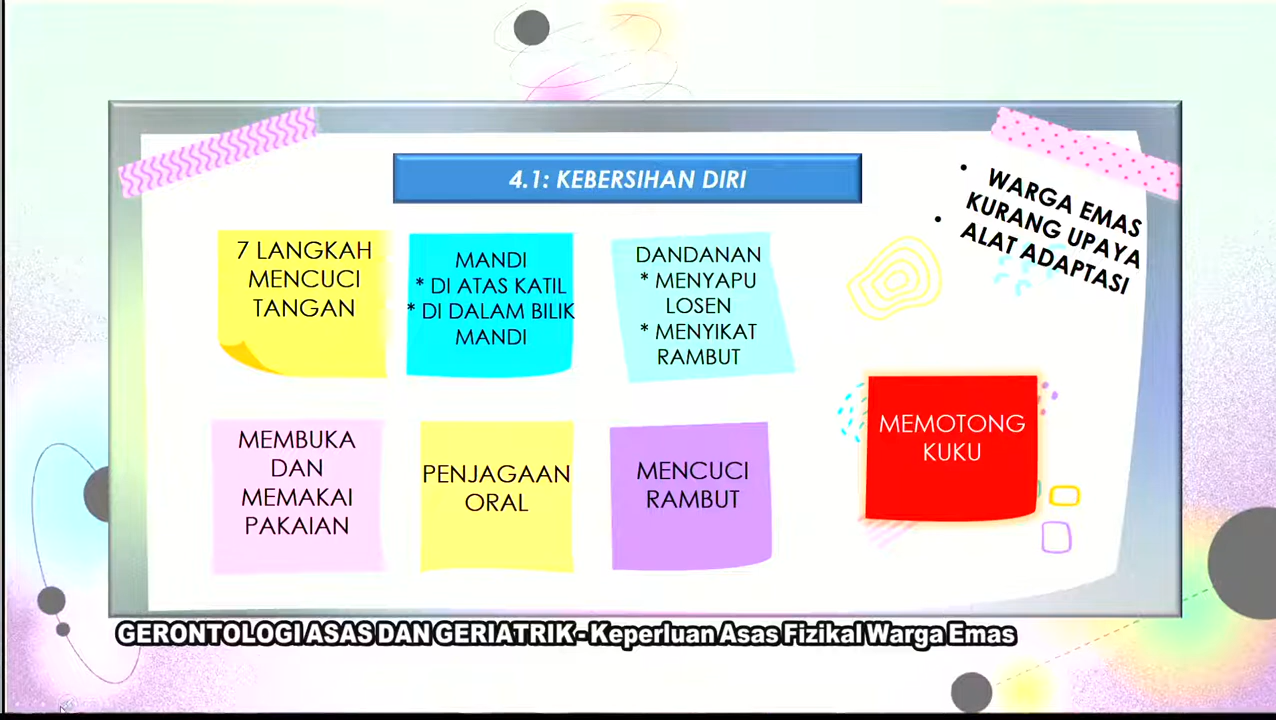 4.1: KEBERSIHAN DIRI
• WARGA EMAS
KURANG UPAYA
• ALAT ADAPTASI
7 LANGKAH
MENCUCI
TANGAN
MANDI
* DI ATAS KATIL
* DI DALAM BILIK
MANDI
DANDANAN
* MENYAPU
LOSEN
* MENYIKAT
RAMBUT
MEMBUKA
DAN
MEMAKAI
PAKAIAN
PENJAGAAN
ORAL
MENCUCI
RAMBUT
MEMOTONG
KUKU
GERONTOLOGI ASAS DAN GERIATRIK - Keperluan Asas Fizikal Warga Emas